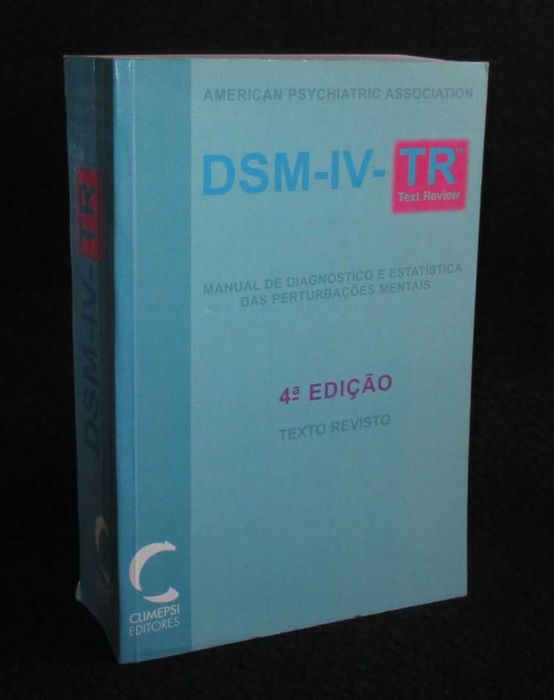 AMERICAN PSYCHIATRIC ASSOCIATION
DSM-IV-TR™
Text Review
MANUAL DE DIAGNÓSTICO E ESTATÍSTICA
DAS PERTURBAÇÕES MENTAIS
4ª EDIÇÃO
TEXTO REVISTO
CLIMEPSI
EDITORES
DSM-IV-TR